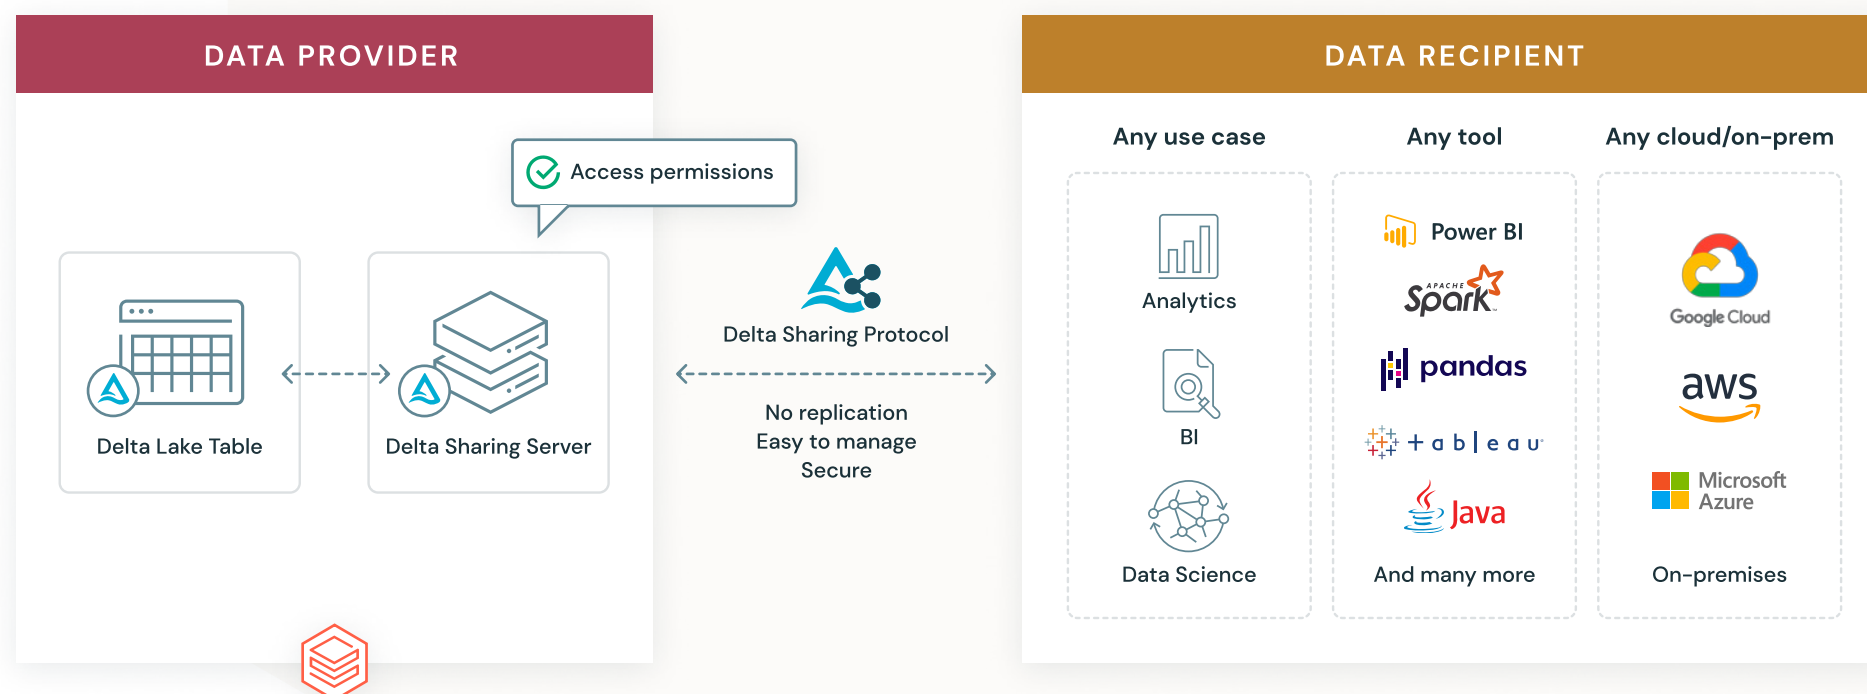 DATA PROVIDER
Access permissions
Delta Lake Table
Delta Sharing Server
Delta Sharing Protocol
No replication
Easy to manage
Secure
DATA RECIPIENT
Any use case
Analytics
BI
Data Science
Any tool
Power BI
APACHE
Spark
pandas
+ableau
Java
And many more
Any cloud/on-prem
Google Cloud
aws
Microsoft
Azure
On-premises